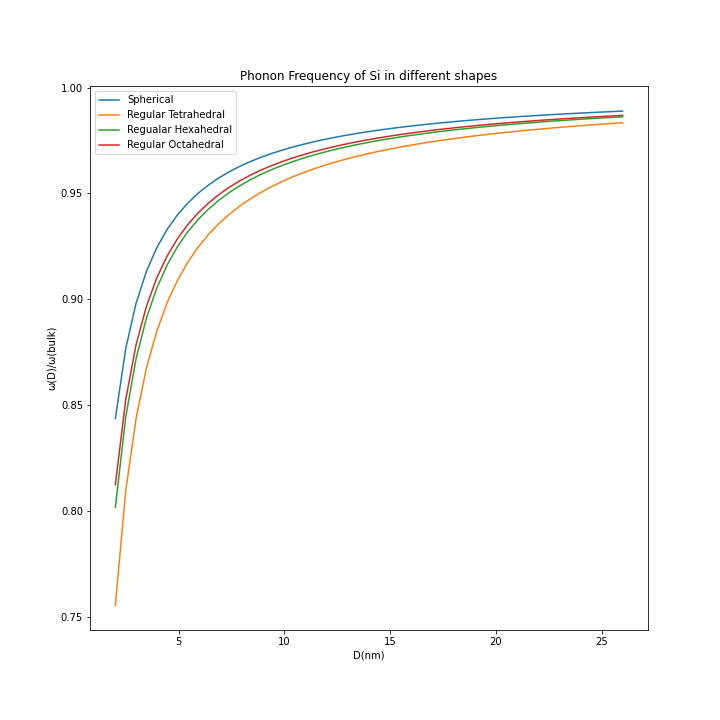 Phonon Frequency of Si in different shapes
Spherical
Regular Tetrahedral
Regualar Hexahedral
Regular Octahedral
1.00
0.95
0.90
0.85
0.80
0.75
ω(D)/ω(bulk)
5 10 15 20 25
D(nm)